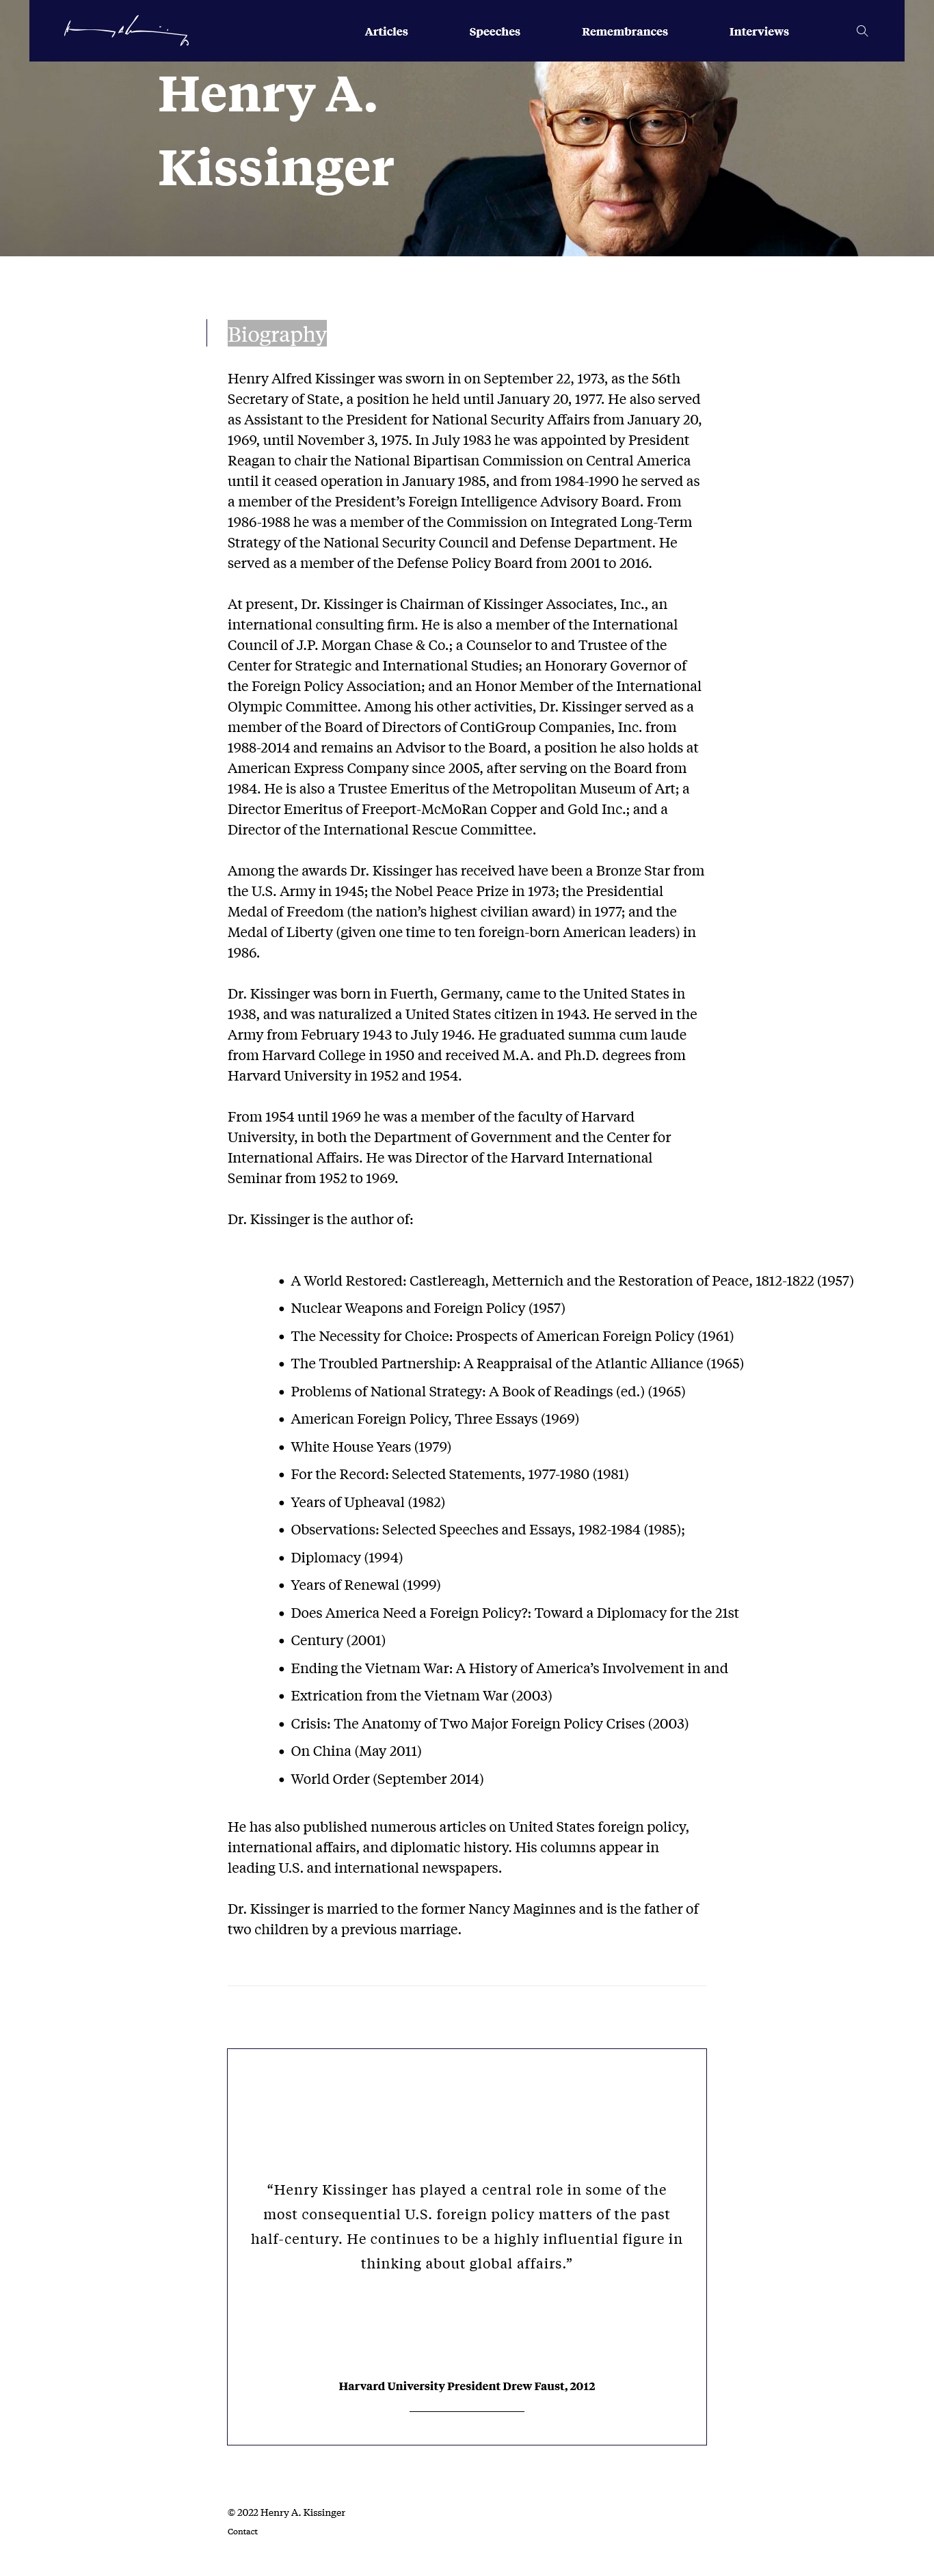 Articles
Speeches
Remembrances
Interviews
Henry A.
Kissinger
Biography
Henry Alfred Kissinger was sworn in on September 22, 1973, as the 56th
Secretary of State, a position he held until January 20, 1977. He also served
as Assistant to the President for National Security Affairs from January 20,
1969, until November 3, 1975. In July 1983 he was appointed by President
Reagan to chair the National Bipartisan Commission on Central America
until it ceased operation in January 1985, and from 1984-1990 he served as
a member of the President’s Foreign Intelligence Advisory Board. From
1986-1988 he was a member of the Commission on Integrated Long-Term
Strategy of the National Security Council and Defense Department. He
served as a member of the Defense Policy Board from 2001 to 2016.
At present, Dr. Kissinger is Chairman of Kissinger Associates, Inc., an
international consulting firm. He is also a member of the International
Council of J.P. Morgan Chase & Co.; a Counselor to and Trustee of the
Center for Strategic and International Studies; an Honorary Governor of
the Foreign Policy Association; and an Honor Member of the International
Olympic Committee. Among his other activities, Dr. Kissinger served as a
member of the Board of Directors of ContiGroup Companies, Inc. from
1988-2014 and remains an Advisor to the Board, a position he also holds at
American Express Company since 2005, after serving on the Board from
1984. He is also a Trustee Emeritus of the Metropolitan Museum of Art; a
Director Emeritus of Freeport-McMoRan Copper and Gold Inc.; and a
Director of the International Rescue Committee.
Among the awards Dr. Kissinger has received have been a Bronze Star from
the U.S. Army in 1945; the Nobel Peace Prize in 1973; the Presidential
Medal of Freedom (the nation’s highest civilian award) in 1977; and the
Medal of Liberty (given one time to ten foreign-born American leaders) in
1986.
Dr. Kissinger was born in Fuerth, Germany, came to the United States in
1938, and was naturalized a United States citizen in 1943. He served in the
Army from February 1943 to July 1946. He graduated summa cum laude
from Harvard College in 1950 and received M.A. and Ph.D. degrees from
Harvard University in 1952 and 1954.
From 1954 until 1969 he was a member of the faculty of Harvard
University, in both the Department of Government and the Center for
International Affairs. He was Director of the Harvard International
Seminar from 1952 to 1969.
Dr. Kissinger is the author of:
• A World Restored: Castlereagh, Metternich and the Restoration of Peace, 1812-1822 (1957)
• Nuclear Weapons and Foreign Policy (1957)
• The Necessity for Choice: Prospects of American Foreign Policy (1961)
• The Troubled Partnership: A Reappraisal of the Atlantic Alliance (1965)
• Problems of National Strategy: A Book of Readings (ed.) (1965)
• American Foreign Policy, Three Essays (1969)
• White House Years (1979)
• For the Record: Selected Statements, 1977-1980 (1981)
• Years of Upheaval (1982)
• Observations: Selected Speeches and Essays, 1982-1984 (1985);
• Diplomacy (1994)
• Years of Renewal (1999)
• Does America Need a Foreign Policy?: Toward a Diplomacy for the 21st
• Century (2001)
• Ending the Vietnam War: A History of America’s Involvement in and
• Extrication from the Vietnam War (2003)
• Crisis: The Anatomy of Two Major Foreign Policy Crises (2003)
• On China (May 2011)
• World Order (September 2014)
He has also published numerous articles on United States foreign policy,
international affairs, and diplomatic history. His columns appear in
leading U.S. and international newspapers.
Dr. Kissinger is married to the former Nancy Maginnes and is the father of
two children by a previous marriage.
“Henry Kissinger has played a central role in some of the
most consequential U.S. foreign policy matters of the past
half-century. He continues to be a highly influential figure in
thinking about global affairs.”
Harvard University President Drew Faust, 2012
© 2022 Henry A. Kissinger
Contact